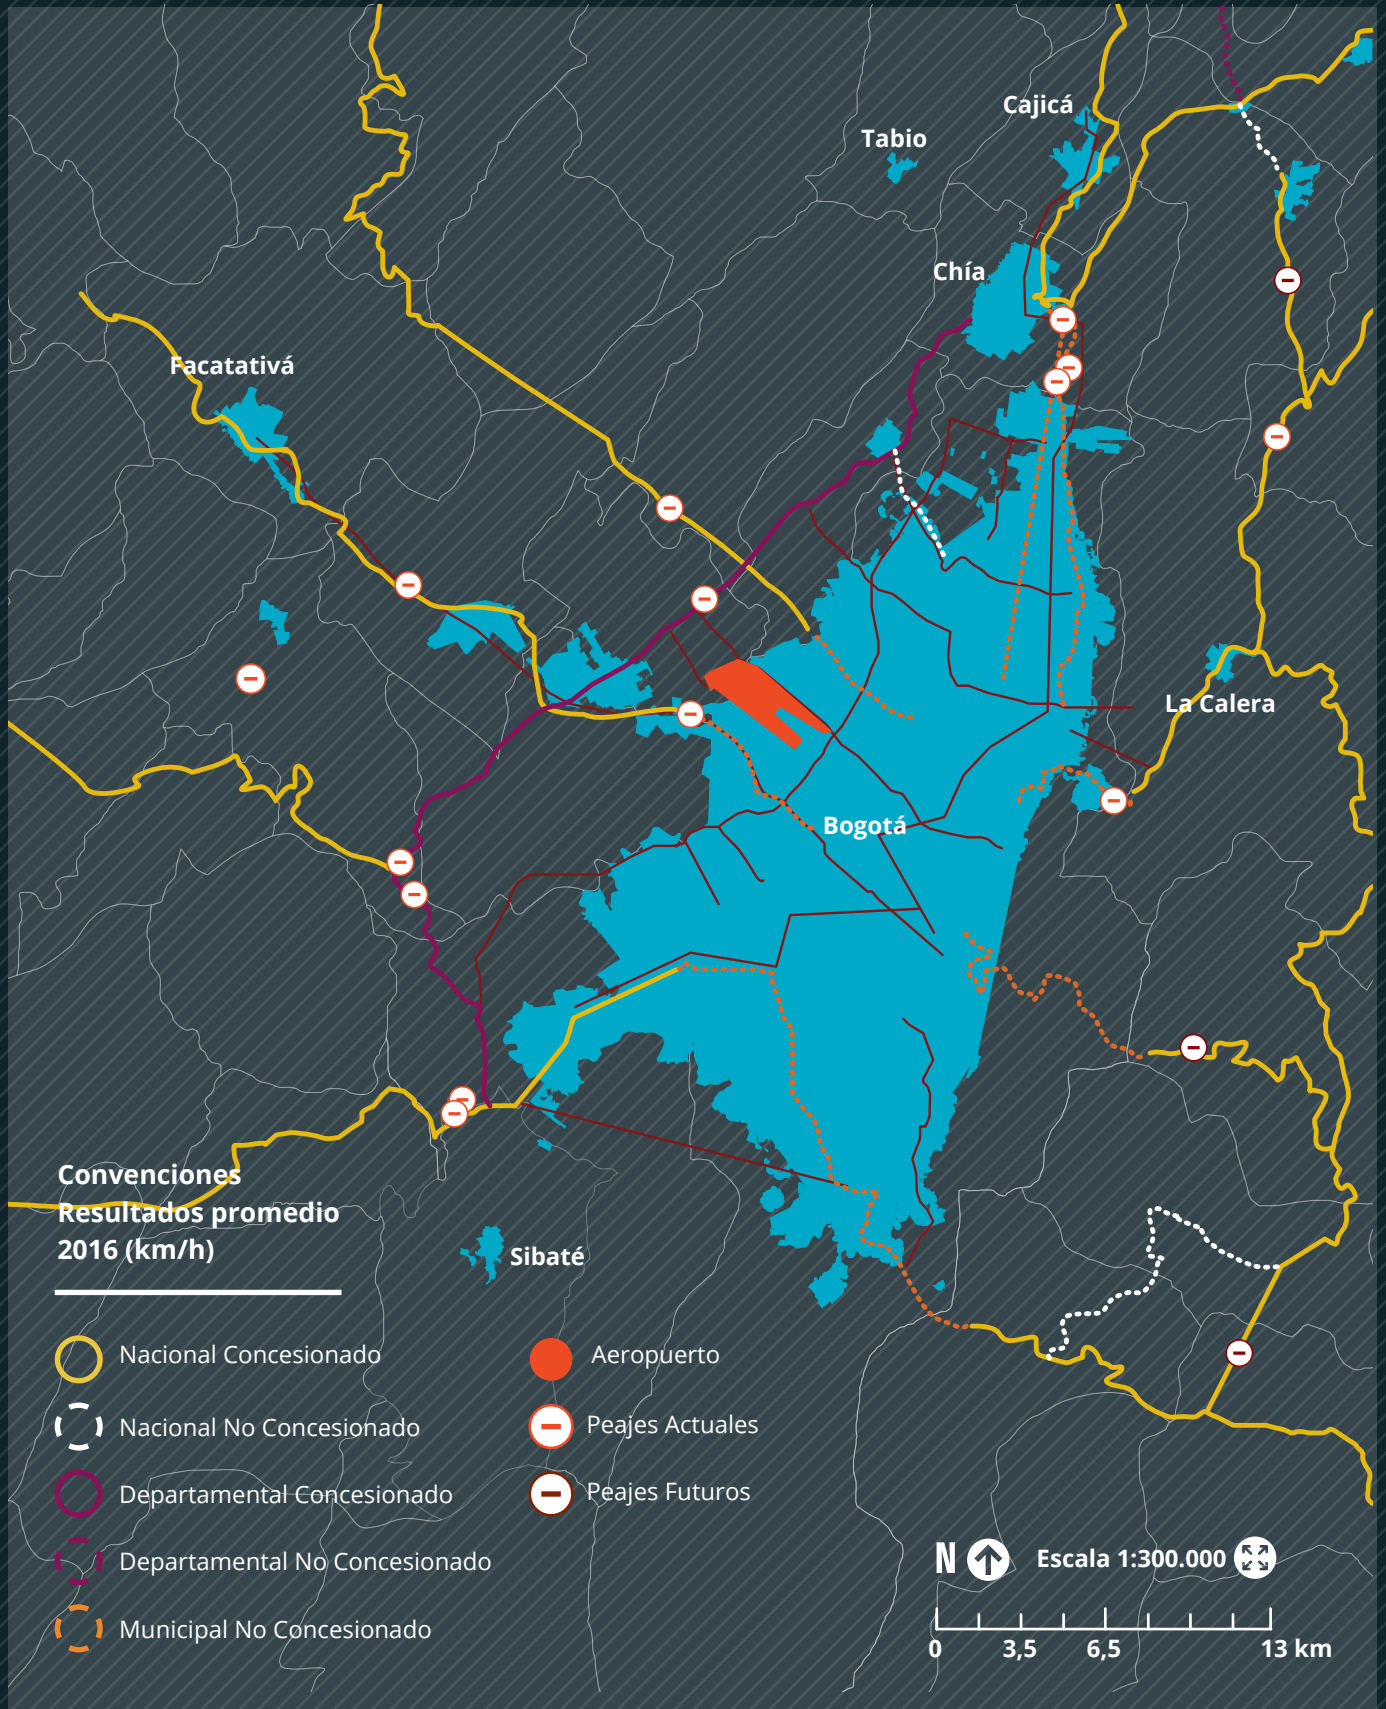 Cajicá
Tabio
Chía
Facatativá
La Calera
Bogotá
Convenciones
Resultados promedio
2016 (km/h)
Sibaté
Nacional Concesionado
Nacional No Concesionado
Departamental Concesionado
Departamental No Concesionado
Municipal No Concesionado
Aeropuerto
Peajes Actuales
Peajes Futuros
N
Escala 1:300.000
0 3,5 6,5 13 km